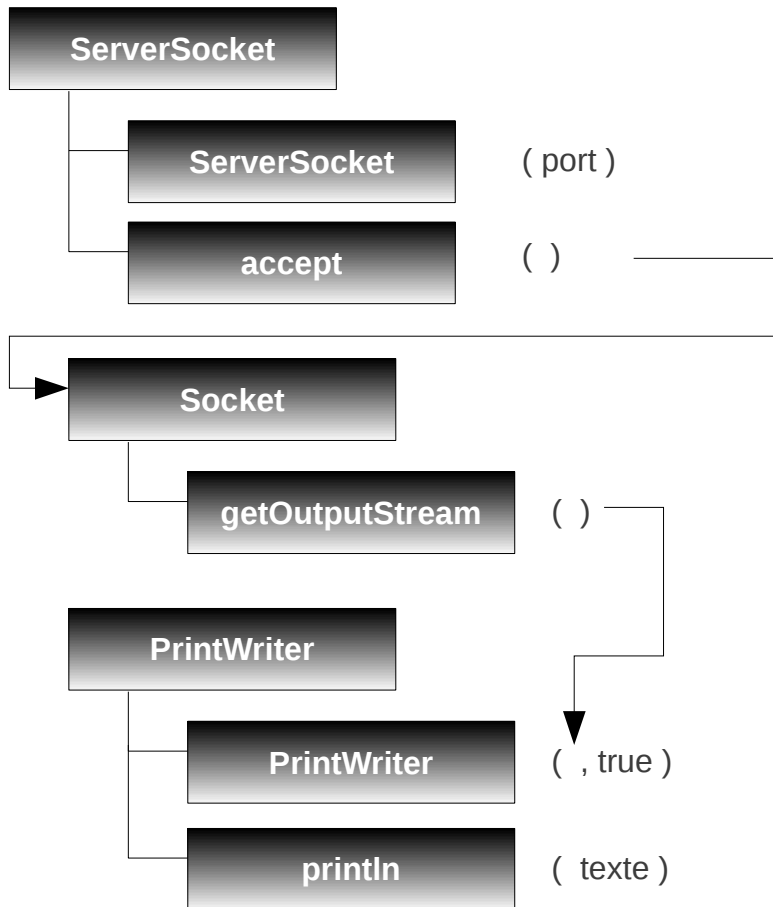 ServerSocket
ServerSocket ( port )
accept ( )
Socket
getOutputStream ( )
PrintWriter
PrintWriter ( , true )
println ( texte )